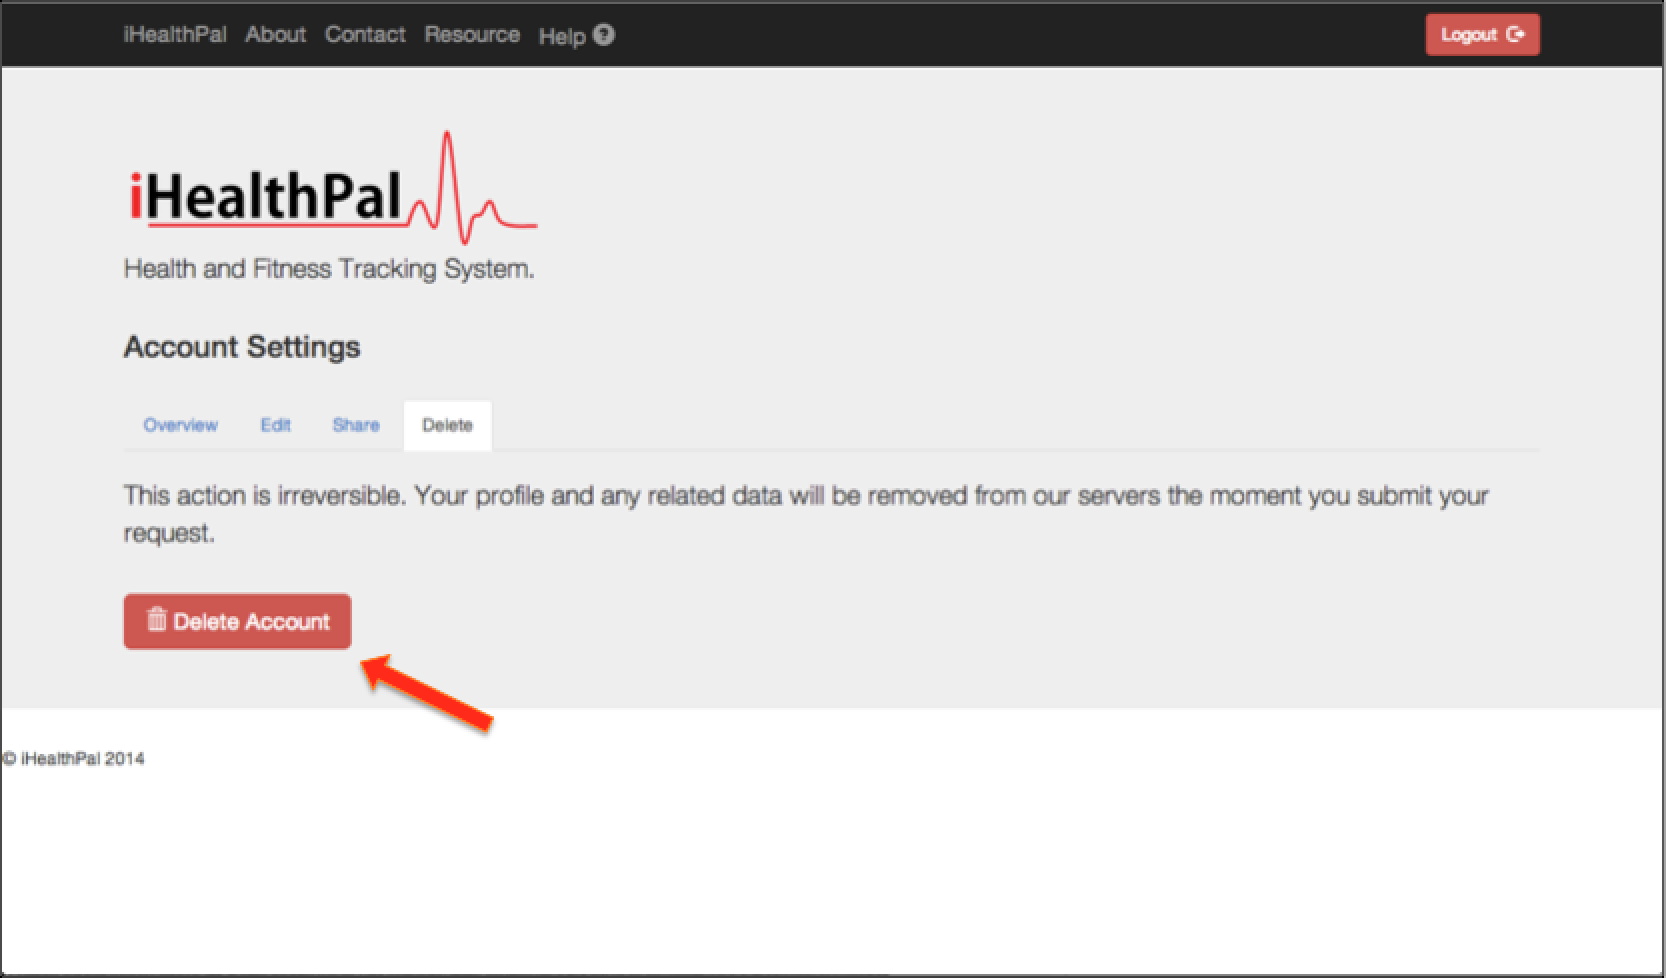 iHealthPal About Contact Resource Help ?
Logout
iHealthPal
Health and Fitness Tracking System.
Account Settings
Overview Edit Share Delete
This action is irreversible. Your profile and any related data will be removed from our servers the moment you submit your
request.
Delete Account
© iHealthPal 2014